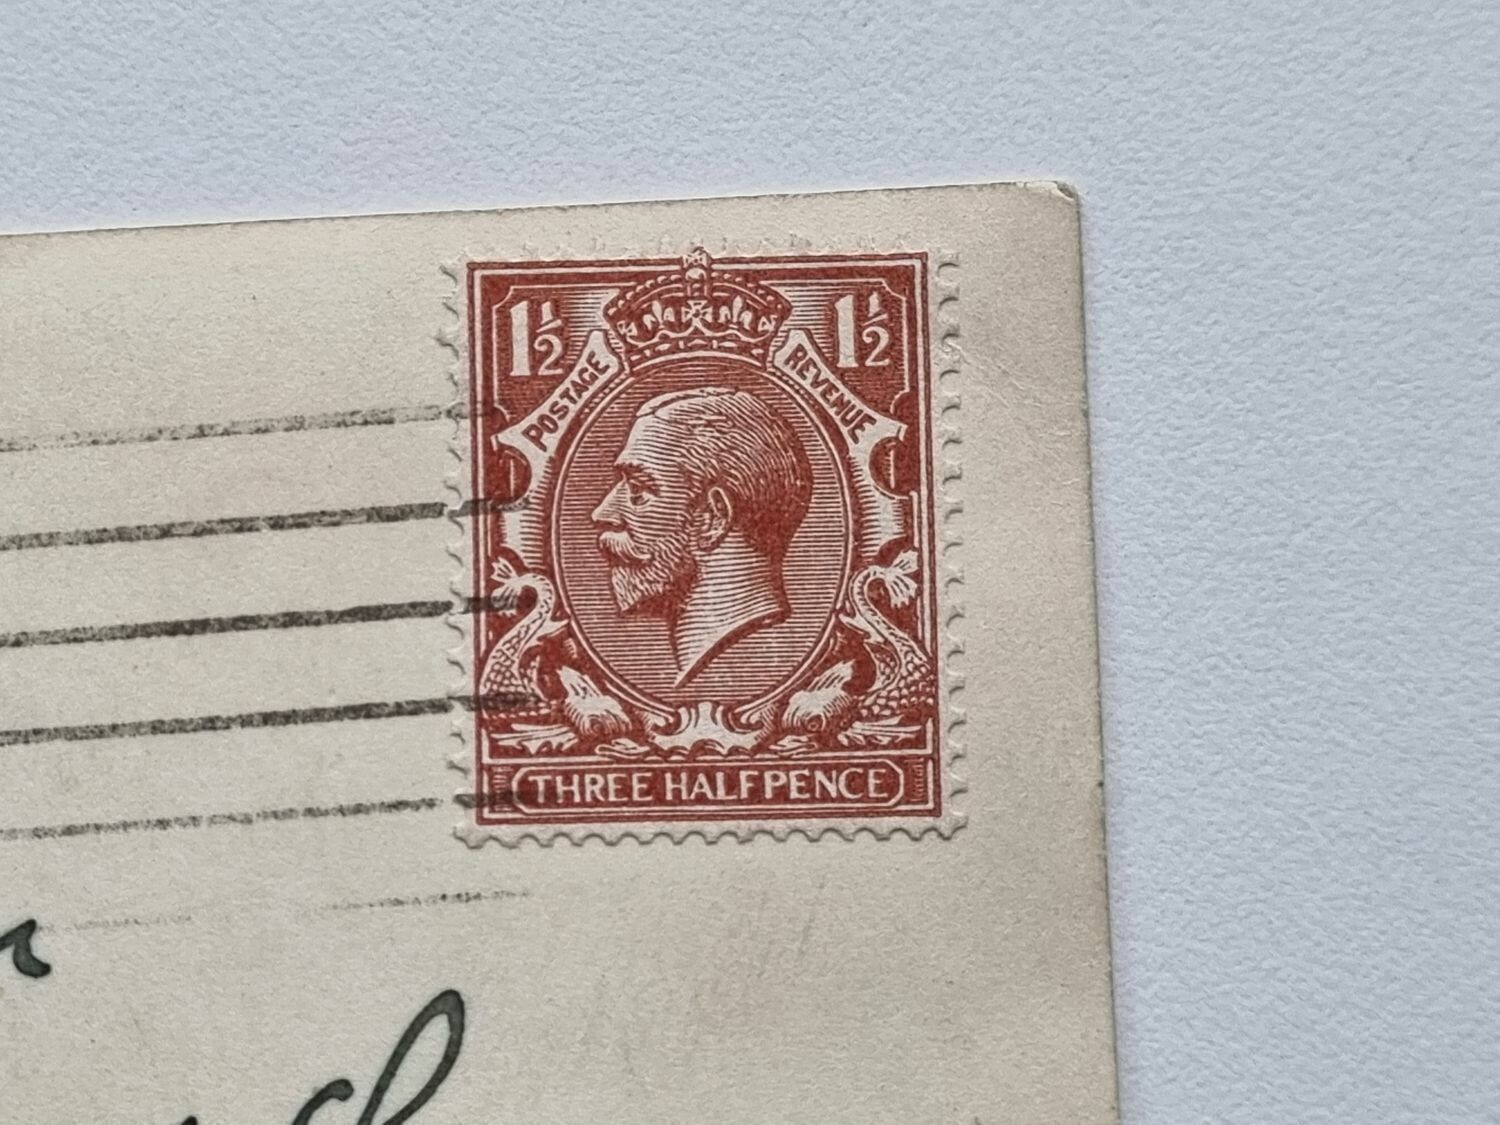 1½ 1½
POSTAGE REVENUE
THREE HALFPENCE